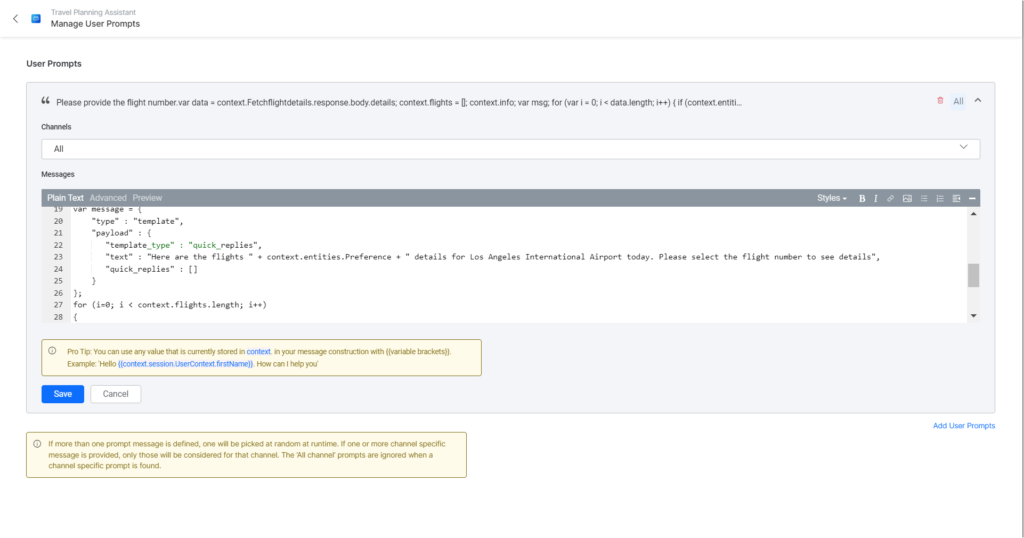 Travel Planning Assistant
Manage User Prompts
User Prompts
Please provide the flight number.var data = context.Fetchflightdetails.response.body.details; context.flights = []; context.info; var msg; for (var i = 0; i < data.length; i++) { if (context.entiti...
All
Channels
All
Messages
Plain Text Advanced Preview
Styles
B I
19 var message = {
20 "type" : "template",
21 "payload" : {
22 "template_type" : "quick_replies",
23 "text" : "Here are the flights " + context.entities.Preference + " details for Los Angeles International Airport today. Please select the flight number to see details",
24 "quick_replies" : []
25 }
26 };
27 for (i=0; i < context.flights.length; i++)
28 {
Pro Tip: You can use any value that is currently stored in context. in your message construction with {{variable brackets}}.
Example: 'Hello {{context.session.UserContext.firstName}}. How can I help you'
Save Cancel
Add User Prompts
If more than one prompt message is defined, one will be picked at random at runtime. If one or more channel specific
message is provided, only those will be considered for that channel. The 'All channel' prompts are ignored when a
channel specific prompt is found.